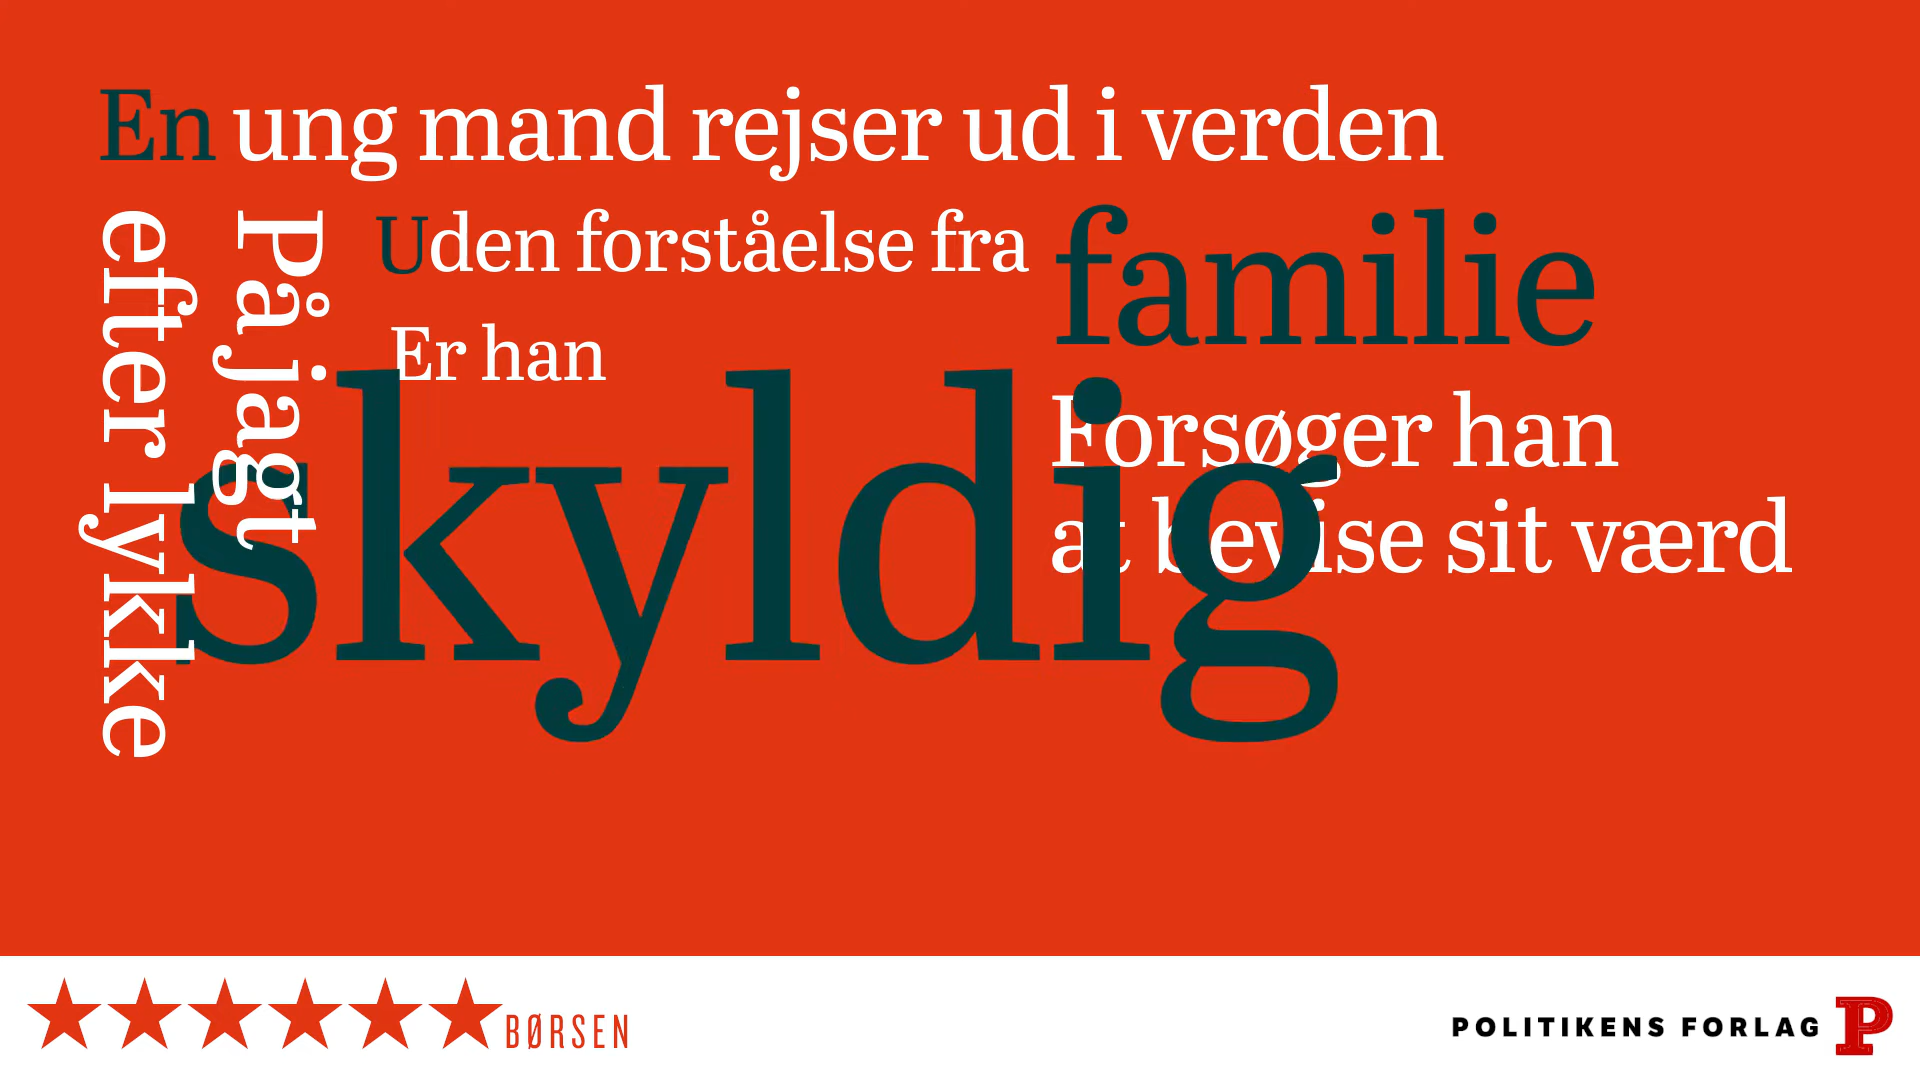 En ung mand rejser ud i verden
På jagt
efter lykke
Uden forståelse fra
familie
Er han
skyldig
Forsøger han
at bevise sit værd
BØRSEN
POLITIKENS FORLAG P